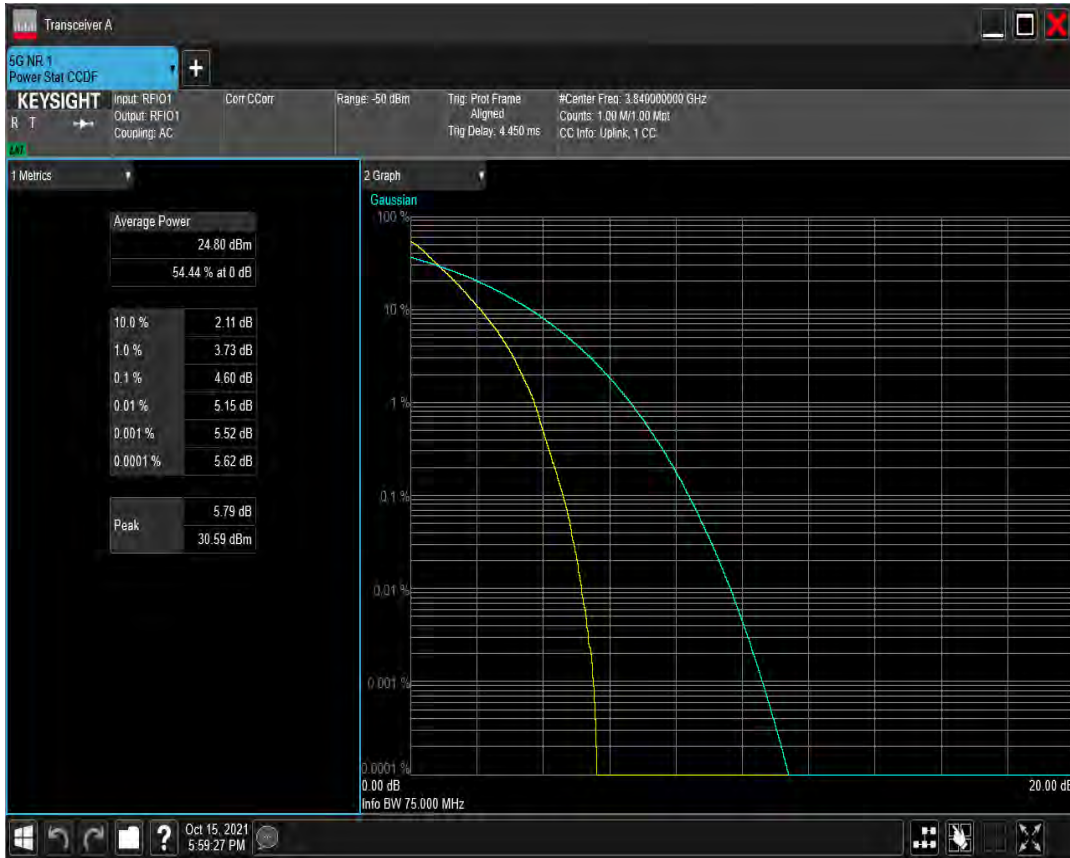 Transceiver A
5G NR 1
Power Stat CCDF
+
KEYSIGHT
R T
LXI
Input: RFIO1
Output: RFIO1
Coupling: AC
Corr CCorr
Range: -50 dBm
Trig: Prot Frame
Aligned
Trig Delay: 4.450 ms
#Center Freq: 3.849000000 GHz
Counts: 1.00 M/1.00 Mpt
CC Info: Uplink, 1 CC
1 Metrics
Average Power
24.80 dBm
54.44 % at 0 dB
10.0 % 2.11 dB
1.0 % 3.73 dB
0.1 % 4.60 dB
0.01 % 5.15 dB
0.001 % 5.52 dB
0.0001 % 5.62 dB
Peak
5.79 dB
30.59 dBm
2 Graph
Gaussian
100 %
10 %
1 %
0.1 %
0.01 %
0.001 %
0.0001 %
0.00 dB
20.00 dB
Info BW 75.000 MHz
?
Oct 15, 2021
5:59:27 PM